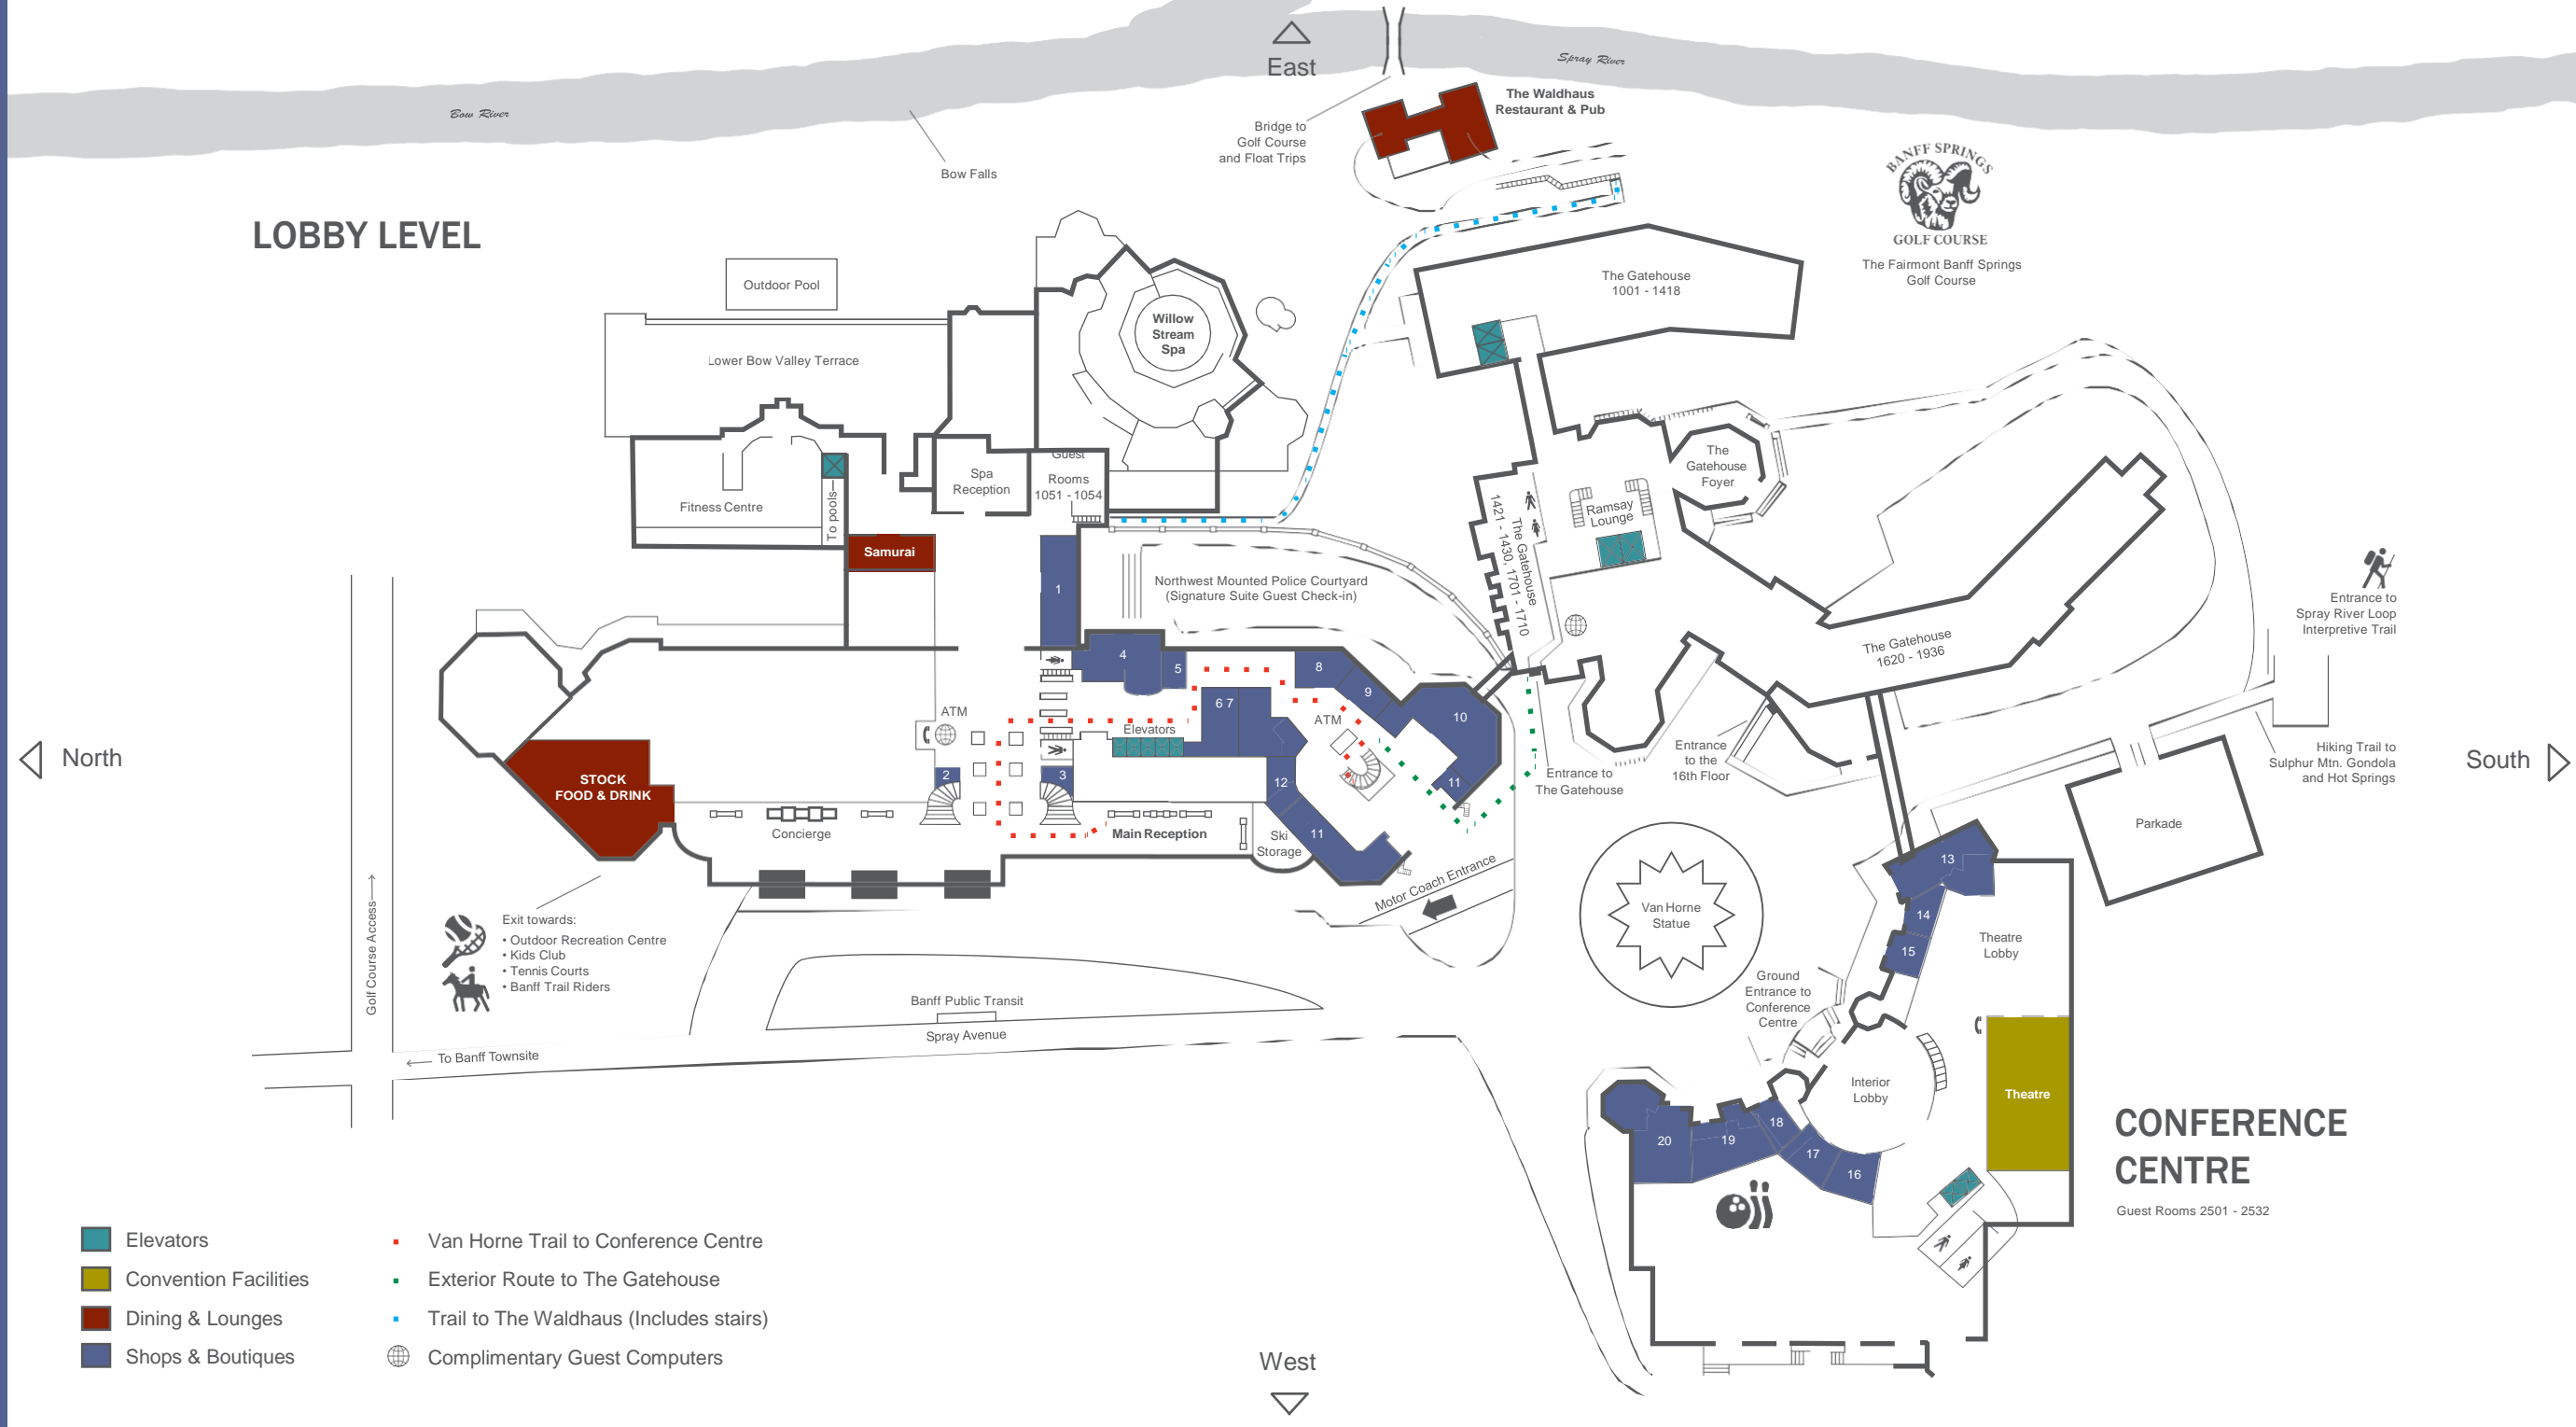 East
Spray River
Bow River
The Waldhaus
Restaurant & Pub
Bridge to
Golf Course
and Float Trips
Bow Falls
BANFF SPRINGS
GOLF COURSE
The Fairmont Banff Springs
Golf Course
LOBBY LEVEL
Outdoor Pool
The Gatehouse
1001 - 1418
Willow
Stream
Spa
Lower Bow Valley Terrace
Guest
Rooms
1051 - 1054
Spa
Reception
Fitness Centre
To pools
The
Gatehouse
Foyer
Ramsay
Lounge
The Gatehouse
1421 - 1430, 1701 - 1710
Samurai
Northwest Mounted Police Courtyard
(Signature Suite Guest Check-in)
1
4
5
8
9
6 7
10
Entrance to
Spray River Loop
Interpretive Trail
The Gatehouse
1620 - 1936
ATM
ATM
Elevators
North
South
Entrance
to the
16th Floor
Hiking Trail to
Sulphur Mtn. Gondola
and Hot Springs
Entrance to
The Gatehouse
STOCK
FOOD & DRINK
2
3
12
11
11
Concierge
Main Reception
Ski
Storage
Parkade
Motor Coach Entrance
13
14
15
Van Horne
Statue
Theatre
Lobby
Golf Course Access
Exit towards:
• Outdoor Recreation Centre
• Kids Club
• Tennis Courts
• Banff Trail Riders
Ground
Entrance to
Conference
Centre
Banff Public Transit
Spray Avenue
To Banff Townsite
Interior
Lobby
Theatre
18
20
19
17
16
CONFERENCE
CENTRE
Guest Rooms 2501 - 2532
Elevators
Convention Facilities
Dining & Lounges
Shops & Boutiques
Van Horne Trail to Conference Centre
Exterior Route to The Gatehouse
Trail to The Waldhaus (Includes stairs)
Complimentary Guest Computers
West